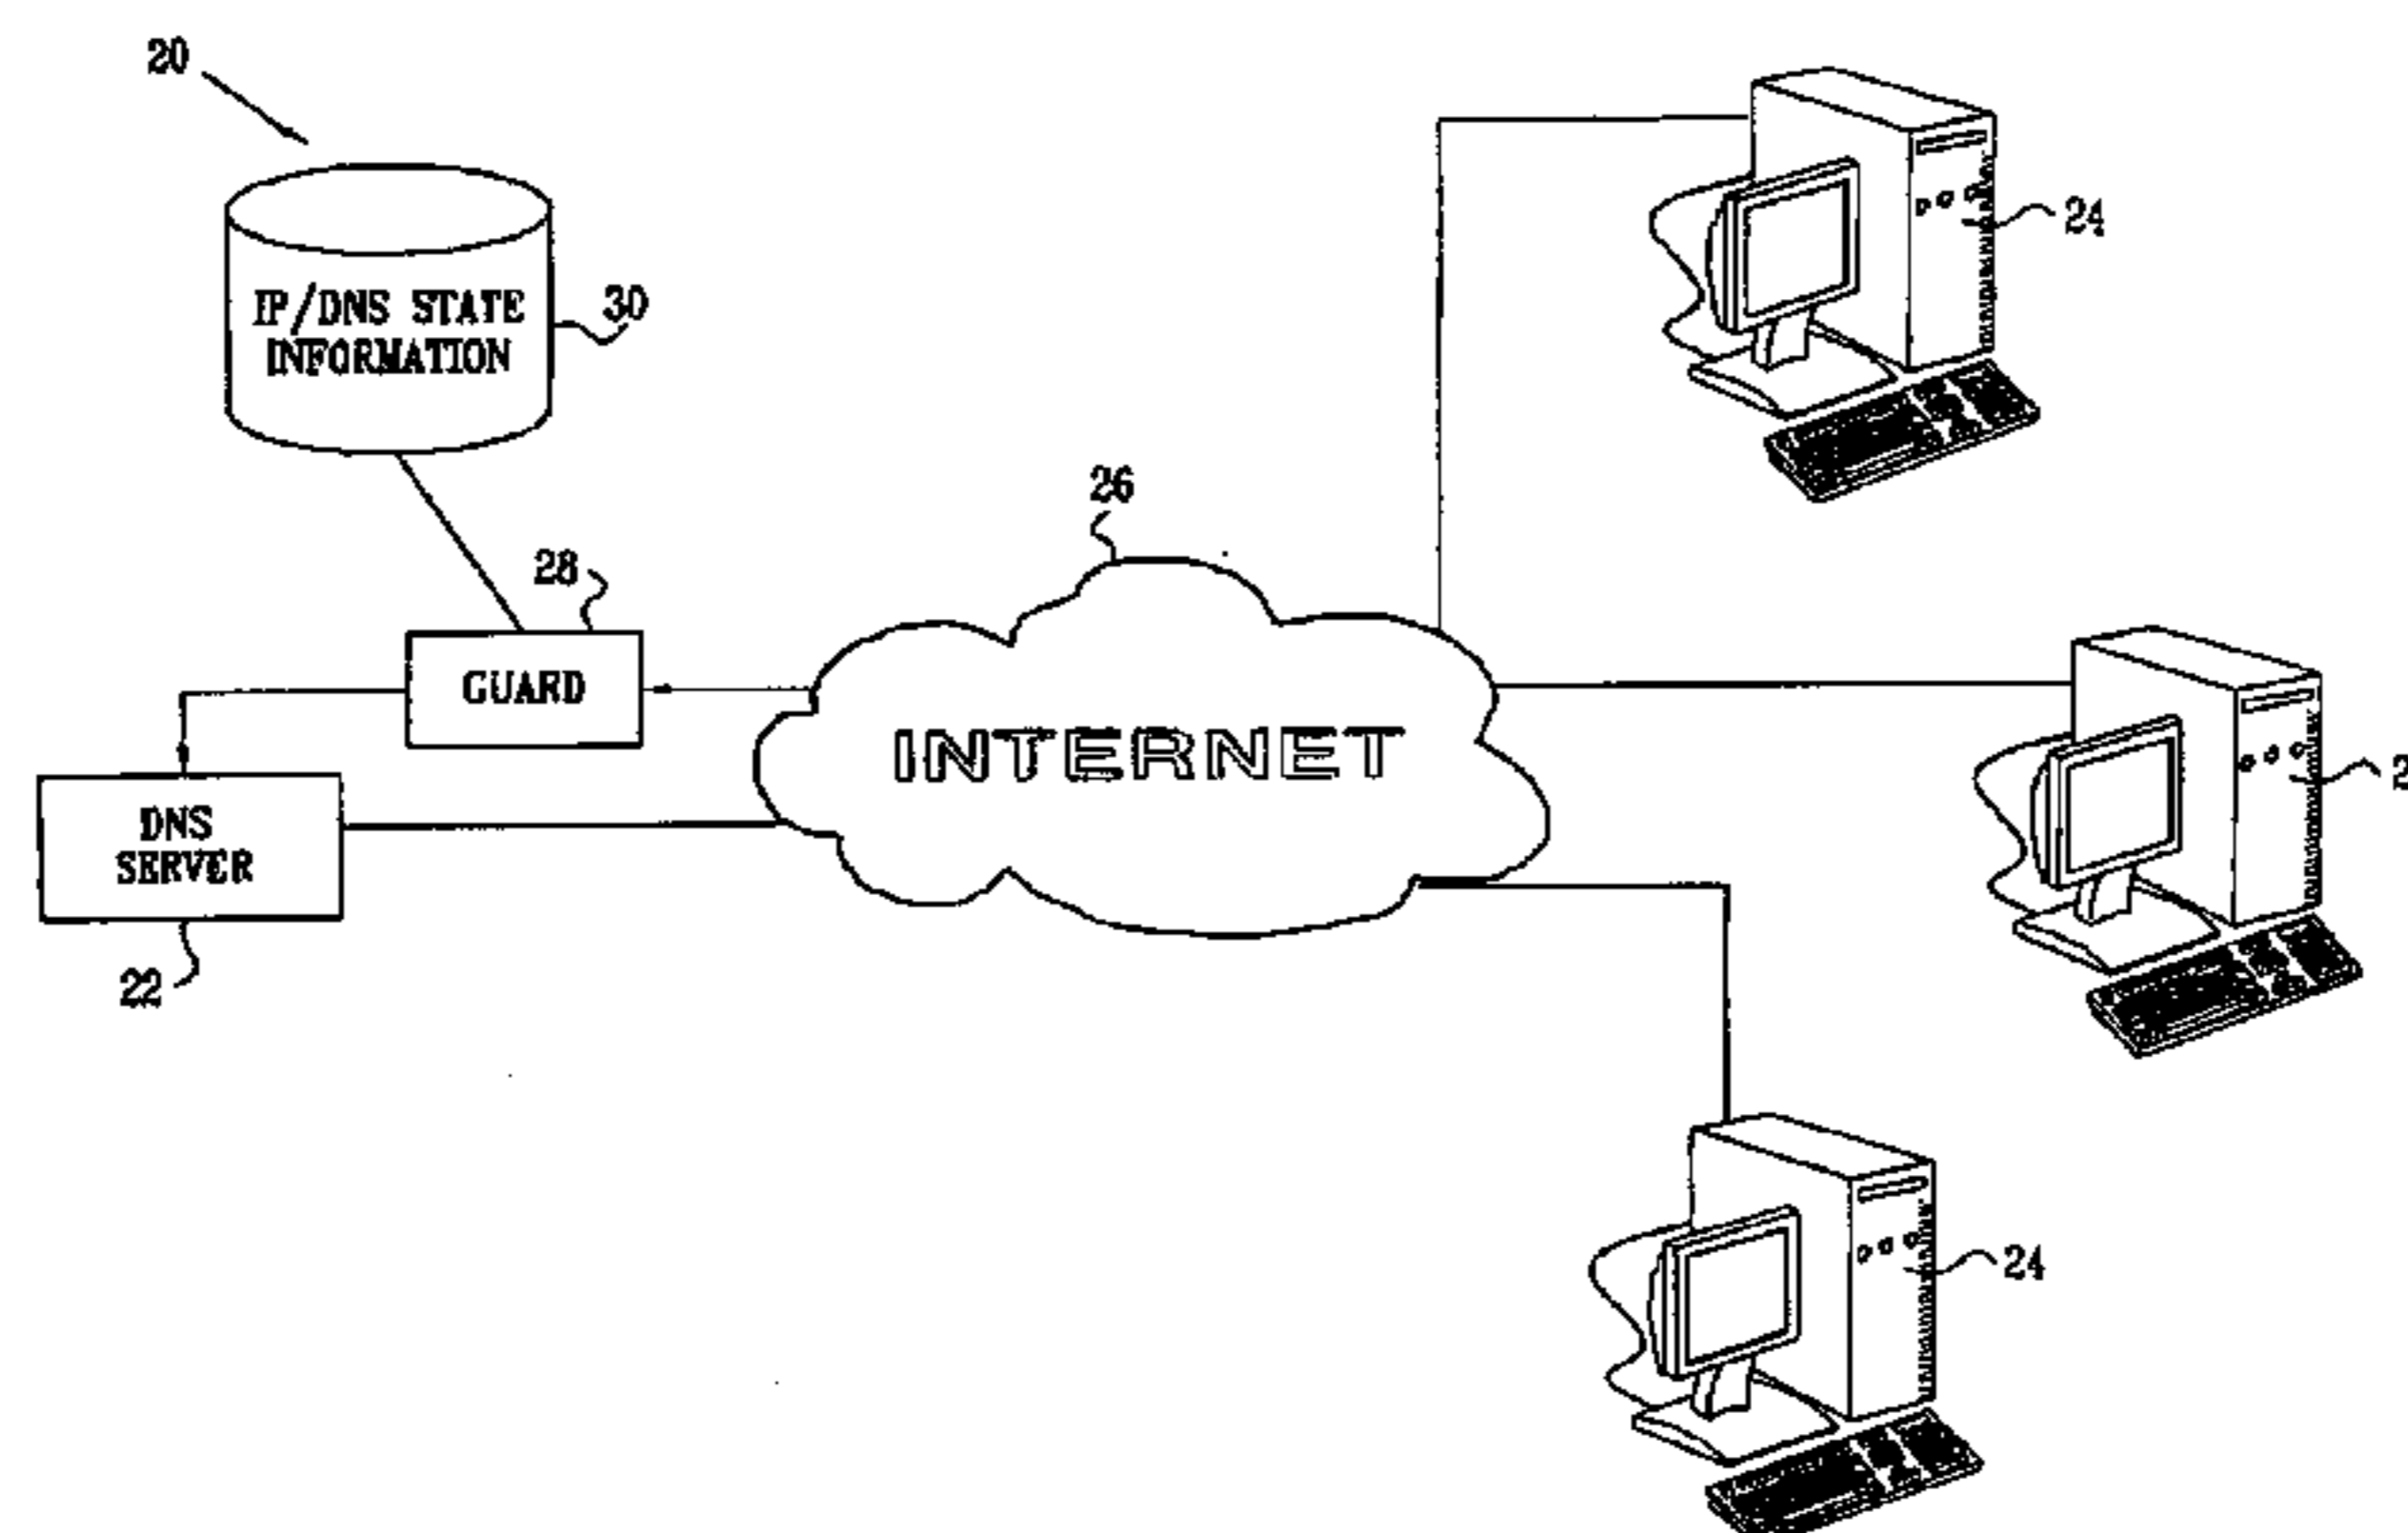 20
IP/DNS STATE
INFORMATION
30
24
26
28
GUARD
INTERNET
DNS
SERVER
22
24